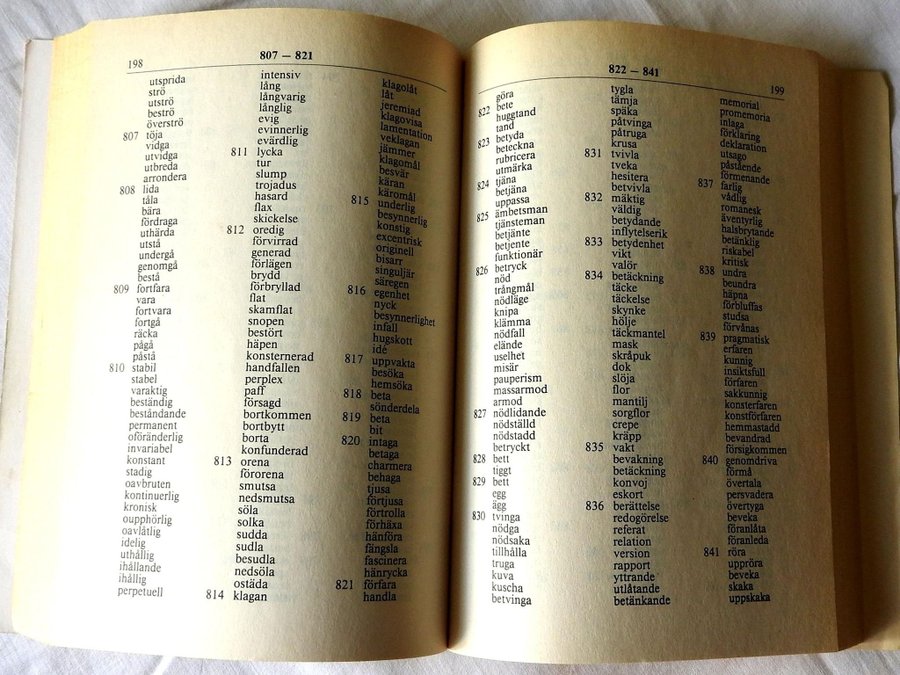 198
807 — 821
utsprida
strö
utströ
beströ
överströ
807 töja
vidga
utvidga
utbreda
arrondera
808 lida
tåla
bära
fördraga
uthärda
utstå
undergå
genomgå
bestå
809 fortfara
vara
fortvara
fortgå
räcka
pågå
påstå
810 stabil
stabel
varaktig
beständig
beståndande
permanent
oföränderlig
invariabel
konstant
stadig
oavbruten
kontinuerlig
kronisk
oupphörlig
oavlåtlig
idelig
uthållig
ihållande
ihållig
perpetuell
intensiv
lång
långvarig
långlig
evig
evinnerlig
evärdlig
811 lycka
tur
slump
trojadus
hasard
flax
skickelse
812 oredig
förvirrad
generad
förlägen
brydd
förbryllad
flat
skamflat
snopen
bestört
häpen
konsternerad
handfallen
perplex
paff
försagd
bortkommen
bortbytt
borta
konfunderad
813 orena
förorena
smutsa
nedsmutsa
söla
solka
sudda
sudla
besudla
nedsöla
ostäda
814 klagan
klagolåt
låt
jeremiad
klagovisa
lamentation
veklagan
jämmer
klagomål
besvär
käran
käromål
815 underlig
besynnerlig
konstig
excentrisk
originell
bisarr
singuljär
säregen
816 egenhet
nyck
besynnerlighet
infall
hugskott
idé
817 uppvakta
besöka
hemsöka
818 beta
sönderdela
819 beta
bit
820 intaga
betaga
charmera
behaga
tjusa
förtjusa
förtrolla
förhäxa
hänföra
fängsla
fascinera
hänrycka
821 förfara
handla
822 — 841
199
göra
822 bete
huggtand
tand
823 betyda
beteckna
rubricera
utmärka
824 tjäna
betjäna
uppassa
825 ämbetsman
tjänsteman
betjänte
betjente
funktionär
826 betryck
nöd
trångmål
nödläge
knipa
klämma
nödfall
elände
uselhet
misär
pauperism
massarmod
armod
827 nödlidande
nödställd
nödstadd
betryckt
828 bett
tiggt
829 bett
egg
ägg
830 tvinga
nödga
nödsaka
tillhålla
truga
kuva
kuscha
betvinga
tygla
tämja
späka
påtvinga
påtruga
krusa
831 tvivla
tveka
hesitera
betvivla
832 mäktig
väldig
betydande
inflytelserik
833 betydenhet
vikt
valör
834 betäckning
täcke
täckelse
skynke
hölje
täckmantel
mask
skråpuk
dok
slöja
flor
mantilj
sorgflor
crepe
kräpp
835 vakt
bevakning
betäckning
konvoj
eskort
836 berättelse
redogörelse
referat
relation
version
rapport
yttrande
utlåtande
betänkande
memorial
promemoria
inlaga
förklaring
deklaration
utsago
påstående
förmenande
837 farlig
vådlig
romanesk
äventyrlig
halsbrytande
betänklig
riskabel
kritisk
838 undra
beundra
häpna
förbluffas
studsa
förvånas
839 pragmatisk
erfaren
kunnig
insiktsfull
förfaren
sakkunnig
konsterfaren
konstförfaren
hemmastadd
bevandrad
försigkommen
840 genomdriva
förmå
övertala
persvadera
övertyga
beveka
föranlåta
föranleda
841 röra
uppröra
beveka
skaka
uppskaka